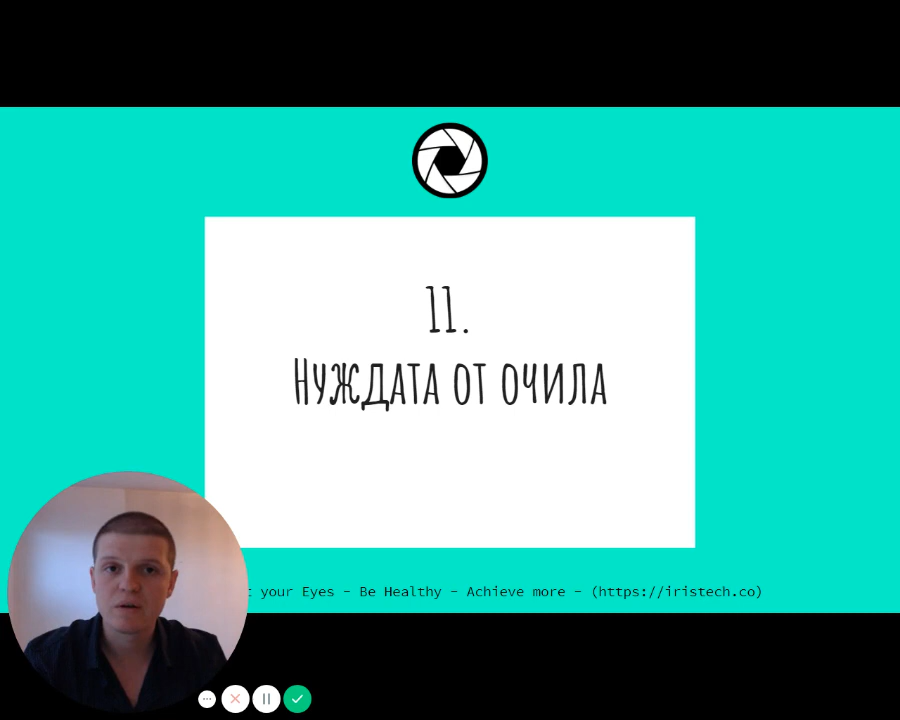 11.
Нуждата от очила
your Eyes - Be Healthy - Achieve more - (https://iristech.co)